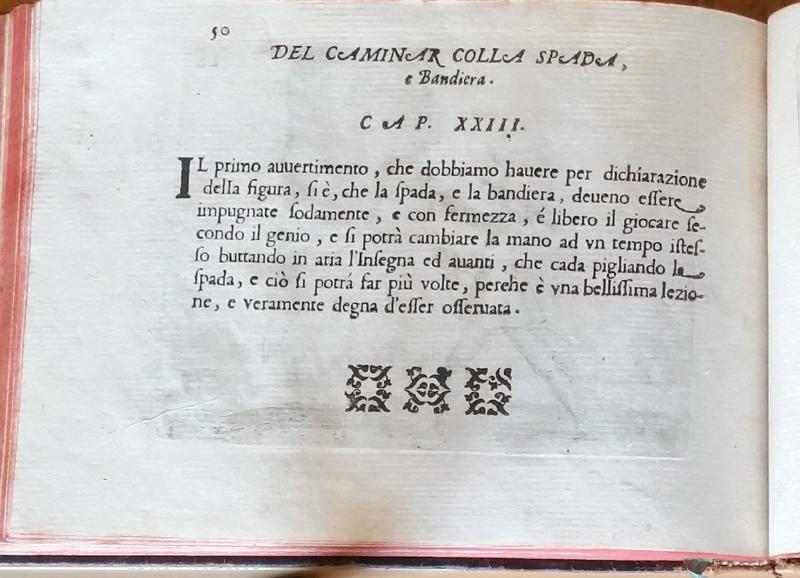 50
DEL CAMINAR COLLA SPADA,
e Bandiera.
CAP. XXIII.
IL primo auuertimento, che dobbiamo hauere per dichiarazione
della figura, ſi è, che la ſpada, e la bandiera, deueno eſſere
impugnate ſodamente, e con fermezza, é libero il giocare ſe-
condo il genio, e ſi potrà cambiare la mano ad vn tempo iſteſ-
ſo buttando in aria l'Inſegna ed auanti, che cada pigliando la
ſpada, e ciò ſi potrá far più volte, perche è vna belliſſima lezio-
ne, e veramente degna d'eſſer oſſeruata.